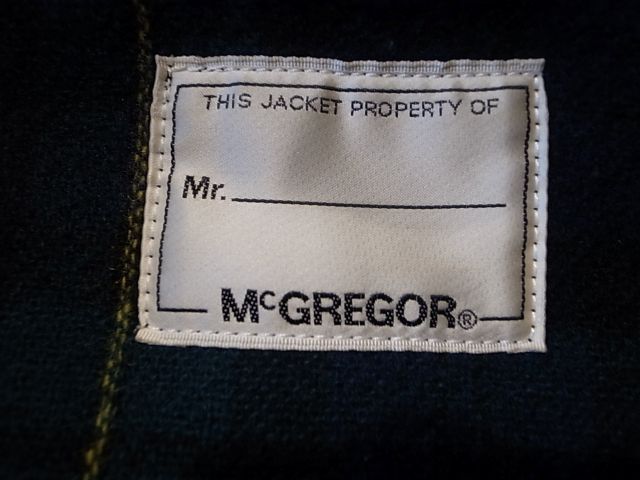 THIS JACKET PROPERTY OF
Mr.
McGREGOR®